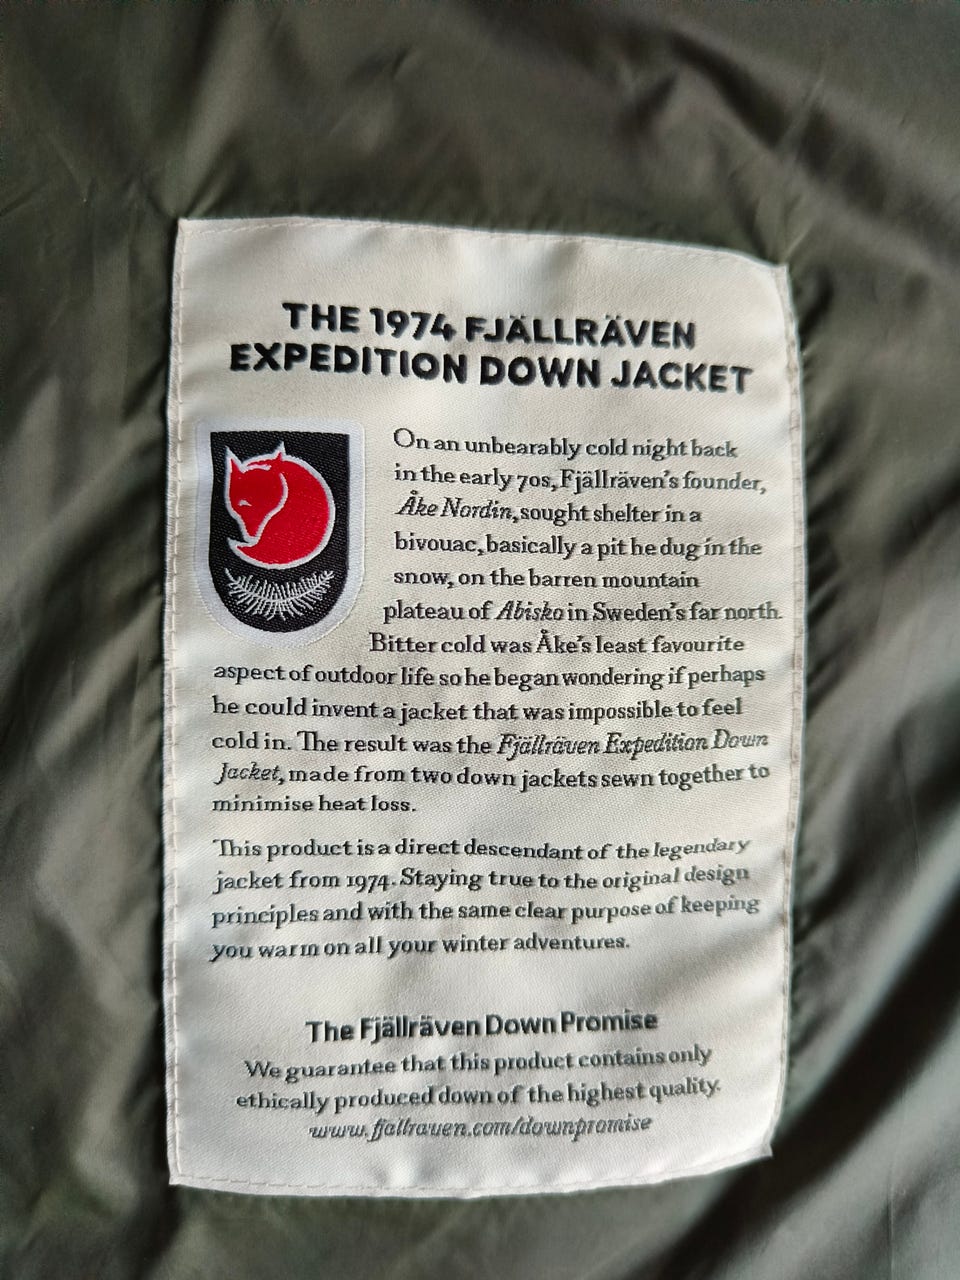 THE 1974 FJÄLLRÄVEN
EXPEDITION DOWN JACKET
On an unbearably cold night back
in the early 70s, Fjällräven's founder,
Åke Nordin, sought shelter in a
bivouac, basically a pit he dug in the
snow, on the barren mountain
plateau of Abisko in Sweden's far north.
Bitter cold was Åke's least favourite
aspect of outdoor life so he began wondering if perhaps
he could invent a jacket that was impossible to feel
cold in. The result was the Fjällräven Expedition Down
Jacket, made from two down jackets sewn together to
minimise heat loss.
This product is a direct descendant of the legendary
jacket from 1974. Staying true to the original design
principles and with the same clear purpose of keeping
you warm on all your winter adventures.
The Fjällräven Down Promise
We guarantee that this product contains only
ethically produced down of the highest quality.
www.fjallraven.com/downpromise